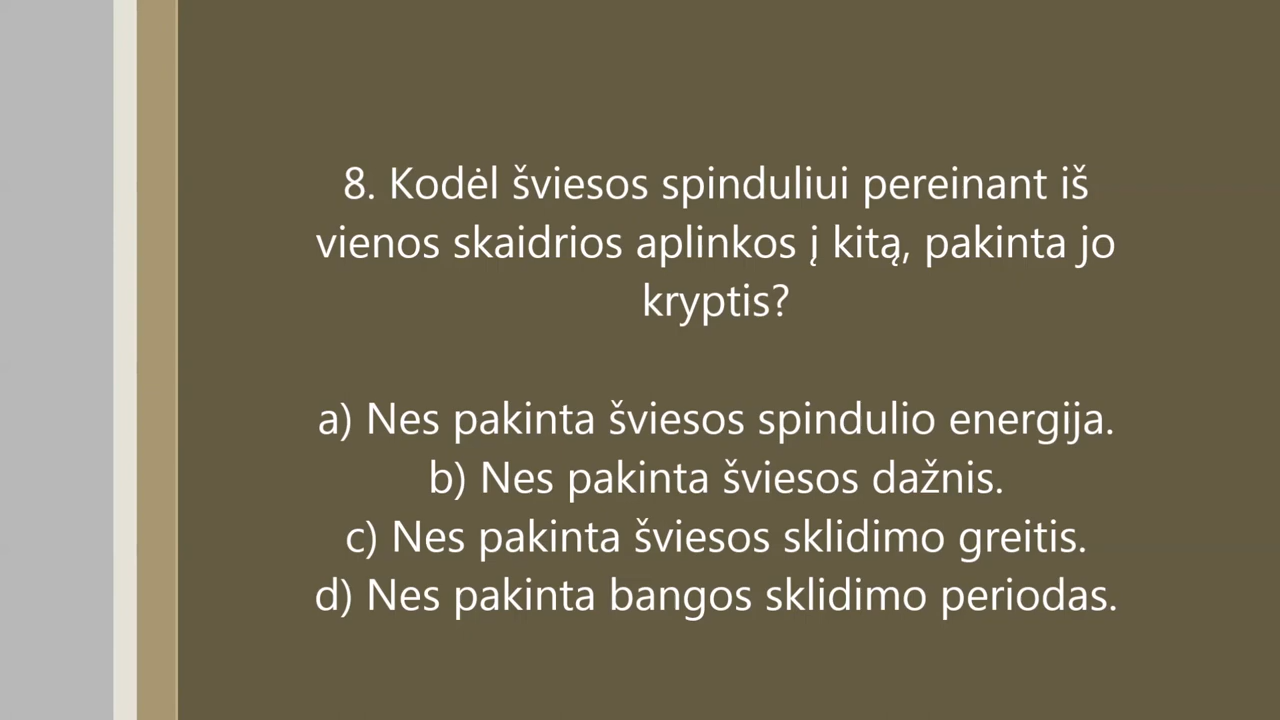 8. Kodėl šviesos spinduliui pereinant iš
vienos skaidrios aplinkos į kitą, pakinta jo
kryptis?
a) Nes pakinta šviesos spindulio energija.
b) Nes pakinta šviesos dažnis.
c) Nes pakinta šviesos sklidimo greitis.
d) Nes pakinta bangos sklidimo periodas.